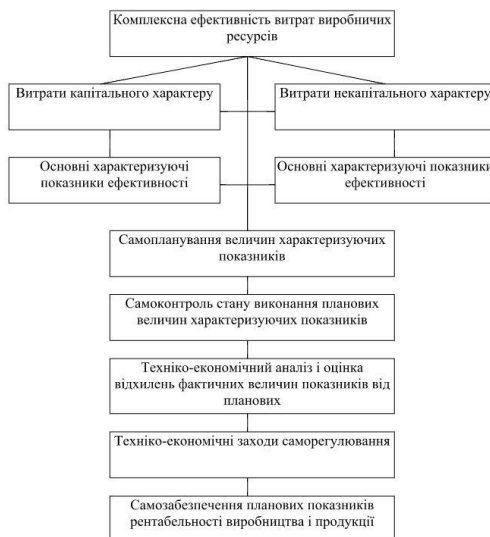 Комплексна ефективність витрат виробничих
ресурсів
Витрати капітального характеру
Витрати некапітального характеру
Основні характеризуючі
показники ефективності
Основні характеризуючі показники
ефективності
Самопланування величин характеризуючих
показників
Самоконтроль стану виконання планових
величин характеризуючих показників
Техніко-економічний аналіз і оцінка
відхилень фактичних величин показників від
планових
Техніко-економічні заходи саморегулювання
Самозабезпечення планових показників
рентабельності виробництва і продукції